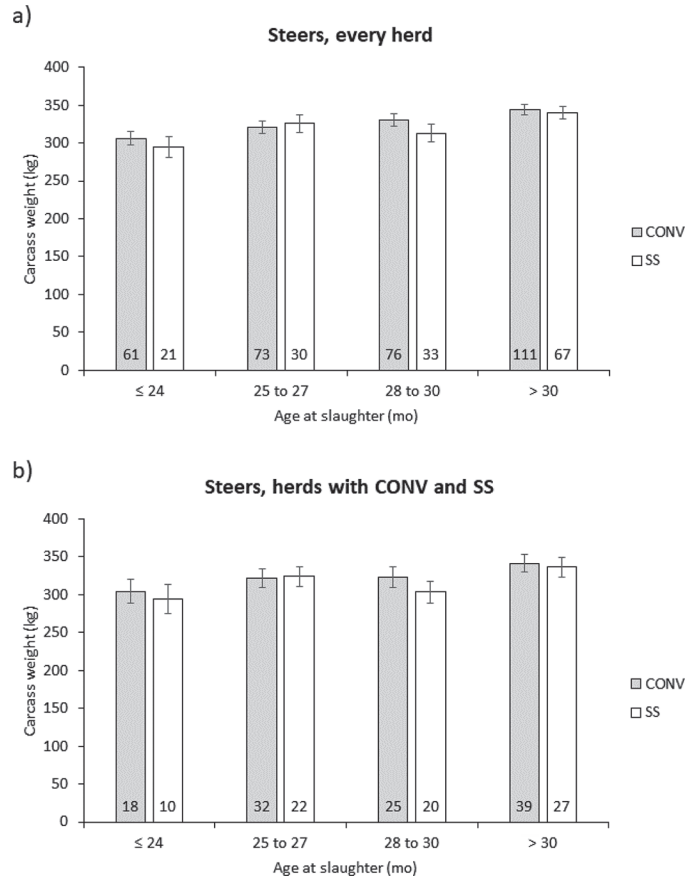 a)
Steers, every herd
400
350
300
250
200
150
100
50
0
Carcass weight (kg)
61 21 73 30 76 33 111 67
≤ 24 25 to 27 28 to 30 > 30
Age at slaughter (mo)
CONV
SS
b)
Steers, herds with CONV and SS
400
350
300
250
200
150
100
50
0
Carcass weight (kg)
18 10 32 22 25 20 39 27
≤ 24 25 to 27 28 to 30 > 30
Age at slaughter (mo)
CONV
SS